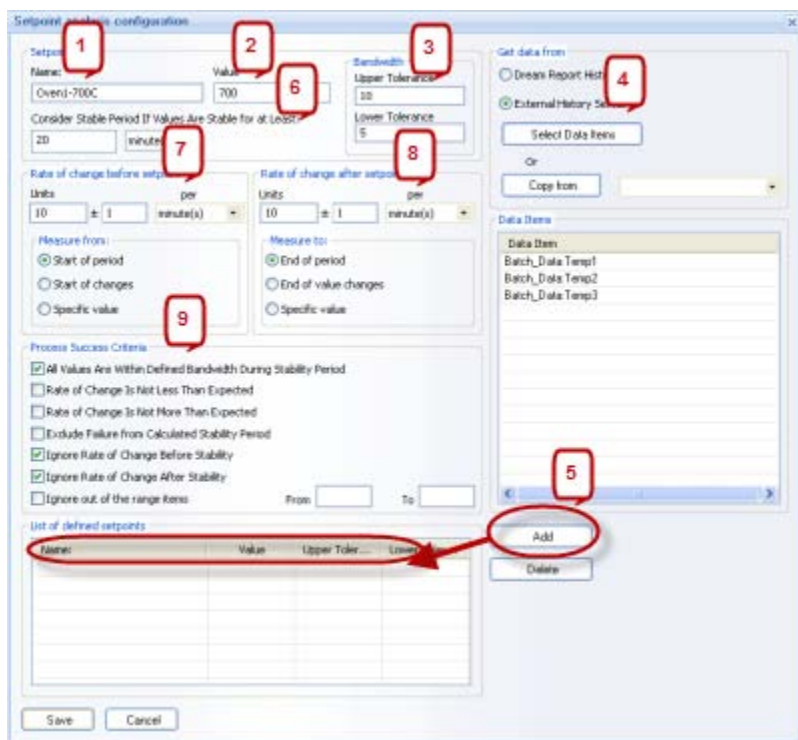 Setpoint analysis configuration
1
2
3
4
5
6
7
8
9
Name:
Oven1-700C
Value
700
Bandwidth
Upper Tolerance
10
Lower Tolerance
5
Consider Stable Period If Values Are Stable for at Least:
20
Rate of change before
Units per
10 ± 1 minute(s)
Measure from:
Start of period
Start of changes
Specific value
Rate of change after
Units per
10 ± 1 minute(s)
Measure to:
End of period
End of value changes
Specific value
Process Success Criteria
All Values Are Within Defined Bandwidth During Stability Period
Rate of Change Is Not Less Than Expected
Rate of Change Is Not More Than Expected
Exclude Failure from Calculated Stability Period
Ignore Rate of Change Before Stability
Ignore Rate of Change After Stability
Ignore out of the range items From To
List of defined setpoints
Name: Value Upper Toler... Lower
Save
Cancel
Get data from
Dream Report
External History
Select Data Items
Or
Copy from
Data Items
Data Item
Batch_Data Temp1
Batch_Data Temp2
Batch_Data Temp3
Add
Delete